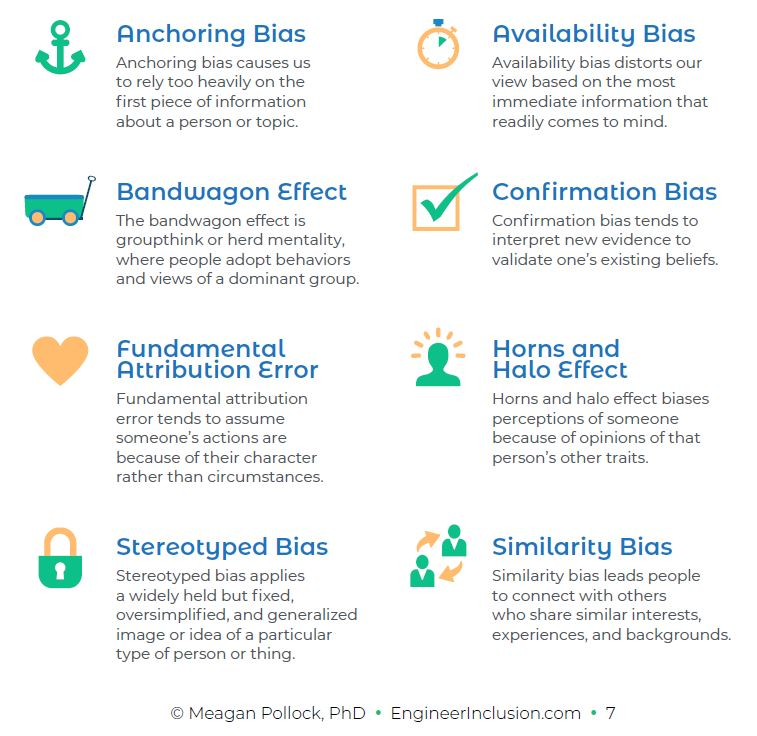 Anchoring Bias
Anchoring bias causes us
to rely too heavily on the
first piece of information
about a person or topic.
Availability Bias
Availability bias distorts our
view based on the most
immediate information that
readily comes to mind.
Bandwagon Effect
The bandwagon effect is
groupthink or herd mentality,
where people adopt behaviors
and views of a dominant group.
Confirmation Bias
Confirmation bias tends to
interpret new evidence to
validate one’s existing beliefs.
Fundamental
Attribution Error
Fundamental attribution
error tends to assume
someone’s actions are
because of their character
rather than circumstances.
Horns and
Halo Effect
Horns and halo effect biases
perceptions of someone
because of opinions of that
person’s other traits.
Stereotyped Bias
Stereotyped bias applies
a widely held but fixed,
oversimplified, and generalized
image or idea of a particular
type of person or thing.
Similarity Bias
Similarity bias leads people
to connect with others
who share similar interests,
experiences, and backgrounds.
© Meagan Pollock, PhD • EngineerInclusion.com • 7